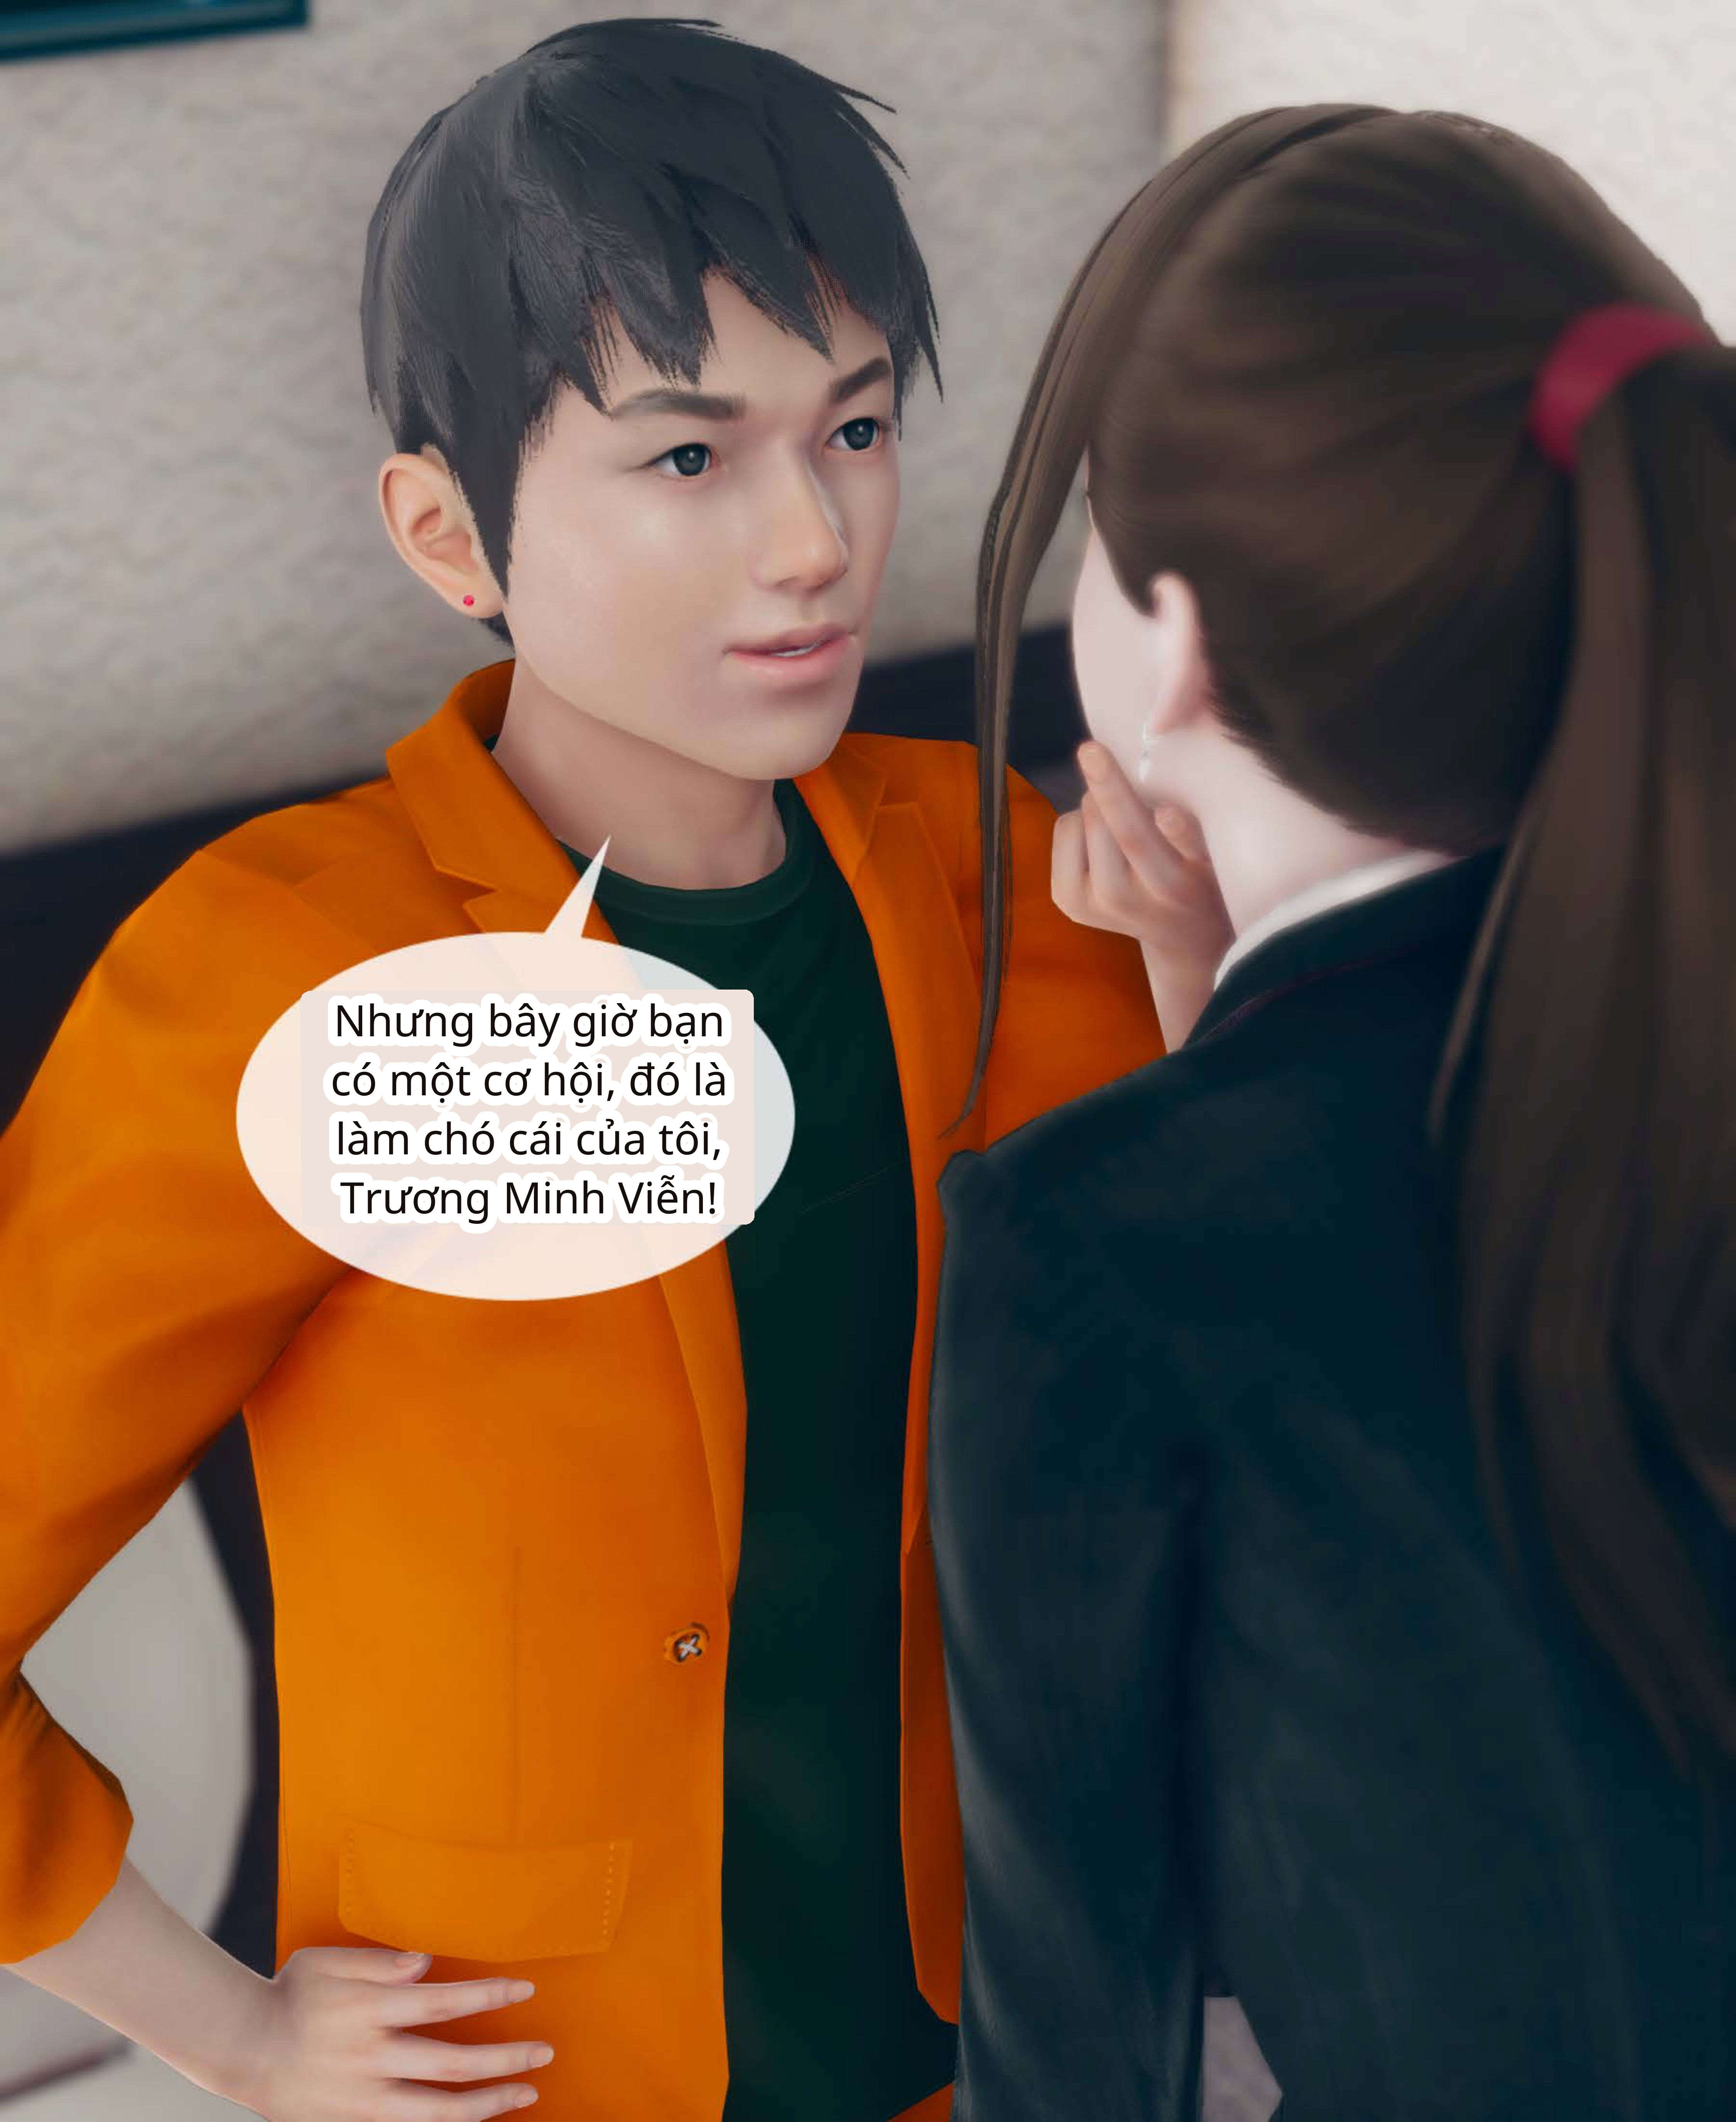 Nhưng bây giờ bạn
có một cơ hội, đó là
làm chó cái của tôi,
Trương Minh Viễn!